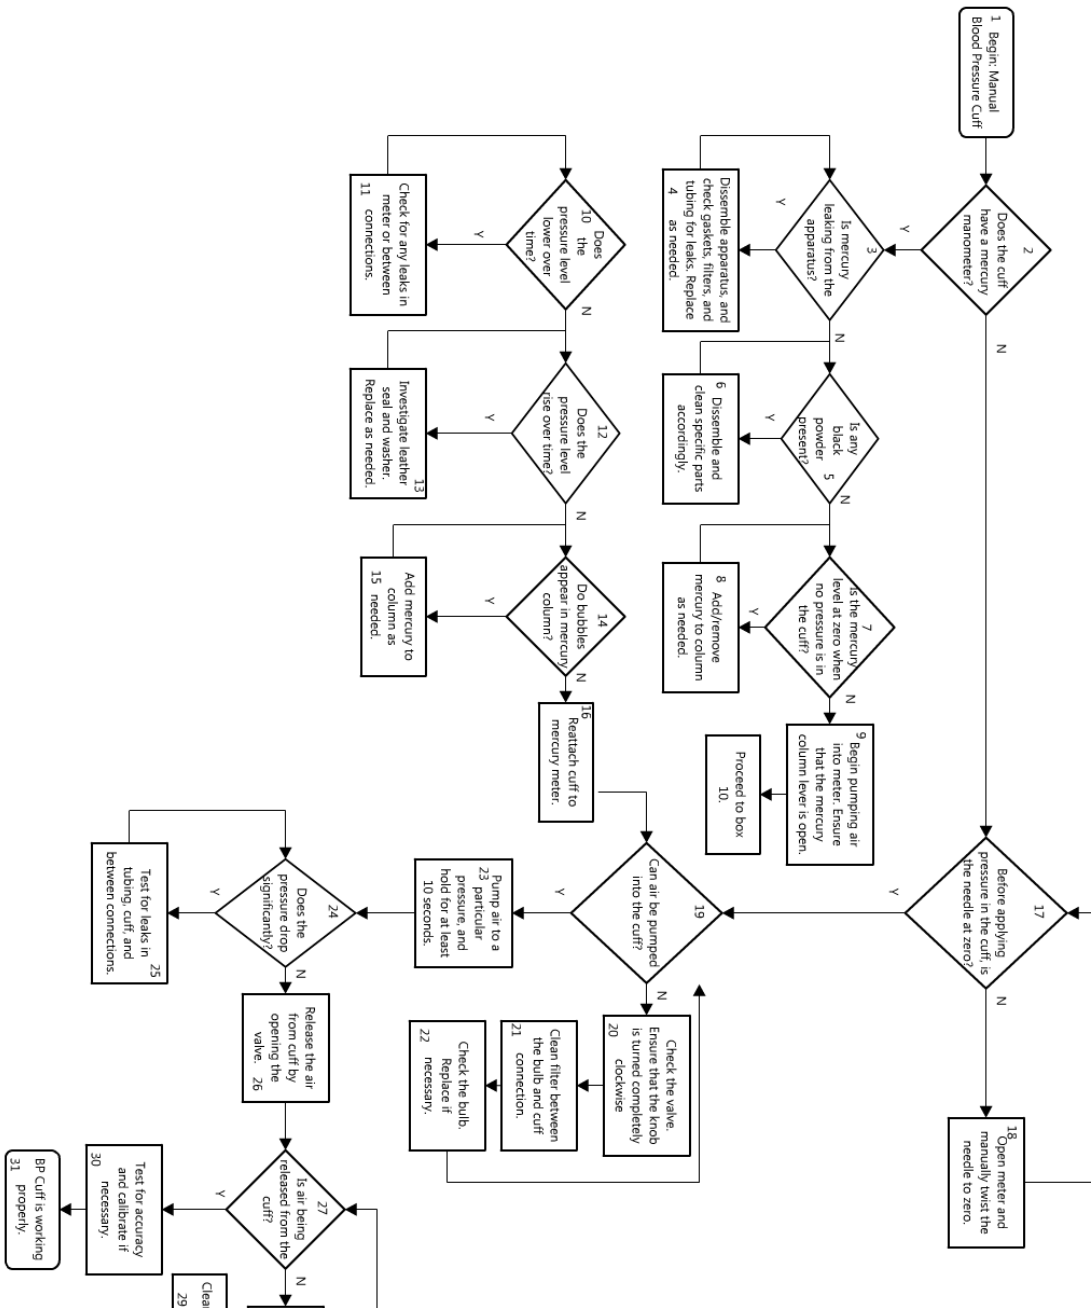 1 Begin: Manual
Blood Pressure Cuff
2
Does the cuff
have a mercury
manometer?
Y
N
3
Is mercury
leaking from the
apparatus?
Y
N
Dissemble apparatus, and
check gaskets, filters, and
tubing for leaks. Replace
4 as needed.
Is any
black
powder 5
present?
Y
N
6 Dissemble and
clean specific parts
accordingly.
7
Is the mercury
level at zero when
no pressure is in
the cuff?
Y
N
8 Add/remove
mercury to column
as needed.
9 Begin pumping air
into meter. Ensure
that the mercury
column lever is open.
Proceed to box
10.
10 Does
the
pressure level
lower over
time?
Y
N
Check for any leaks in
meter or between
11 connections.
12
Does the
pressure level
rise over time?
Y
N
13
Investigate leather
seal and washer.
Replace as needed.
14
Do bubbles
appear in mercury
column?
Y
N
Add mercury to
column as
15 needed.
16
Reattach cuff to
mercury meter.
17
Before applying
pressure in the cuff, is
the needle at zero?
Y
N
18
Open meter and
manually twist the
needle to zero.
19
Can air be pumped
into the cuff?
Y
N
Check the valve.
Ensure that the knob
is turned completely
20 clockwise
Clean filter between
the bulb and cuff
21 connection.
Check the bulb.
Replace if
22 necessary.
Pump air to a
23 particular
pressure, and
hold for at least
10 seconds.
24
Does the
pressure drop
significantly?
Y
N
25
Test for leaks in
tubing, cuff, and
between connections.
Release the air
from cuff by
opening the
valve. 26
27
Is air being
released from the
cuff?
Y
N
Clea
29
Test for accuracy
and calibrate if
30 necessary.
BP Cuff is working
31 properly.